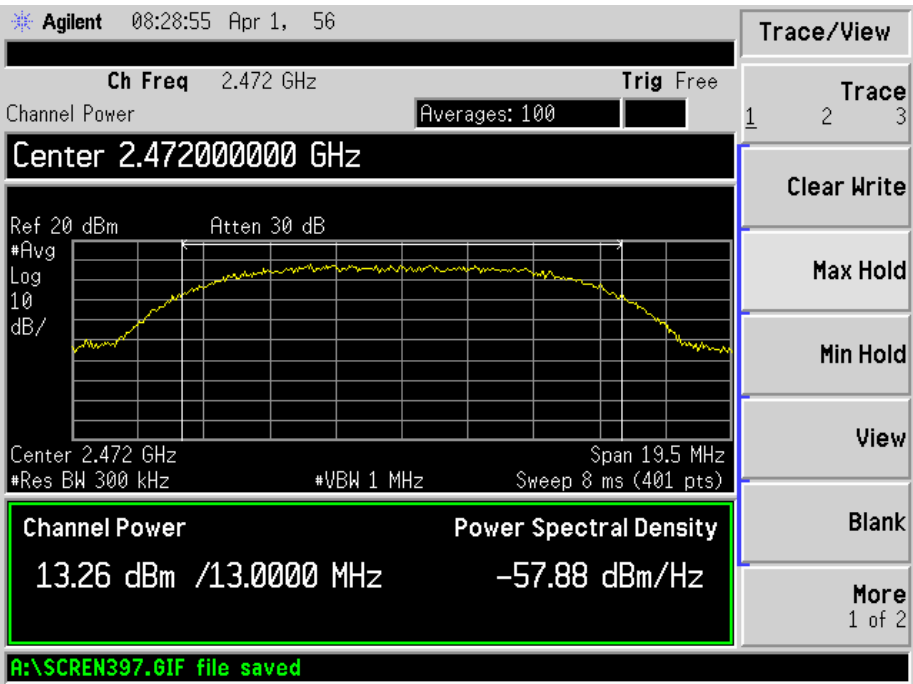 Agilent 08:28:55 Apr 1, 56
Trace/View
Ch Freq 2.472 GHz Trig Free
Channel Power Averages: 100
Trace
1 2 3
Center 2.472000000 GHz
Clear Write
Ref 20 dBm Atten 30 dB
#Avg
Log
10
dB/
Max Hold
Min Hold
Center 2.472 GHz Span 19.5 MHz
#Res BW 300 kHz #VBW 1 MHz Sweep 8 ms (401 pts)
View
Channel Power Power Spectral Density
13.26 dBm /13.0000 MHz -57.88 dBm/Hz
Blank
More
1 of 2
A:\SCREN397.GIF file saved